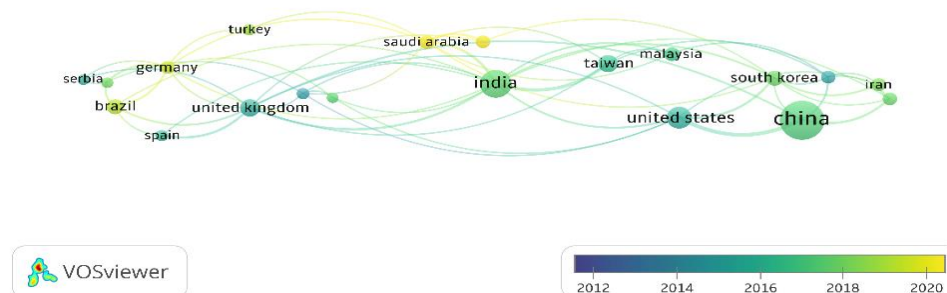 turkey
saudi arabia
malaysia
taiwan
germany
serbia
india
south korea
iran
brazil
united kingdom
united states
china
spain
VOSviewer
2012 2014 2016 2018 2020